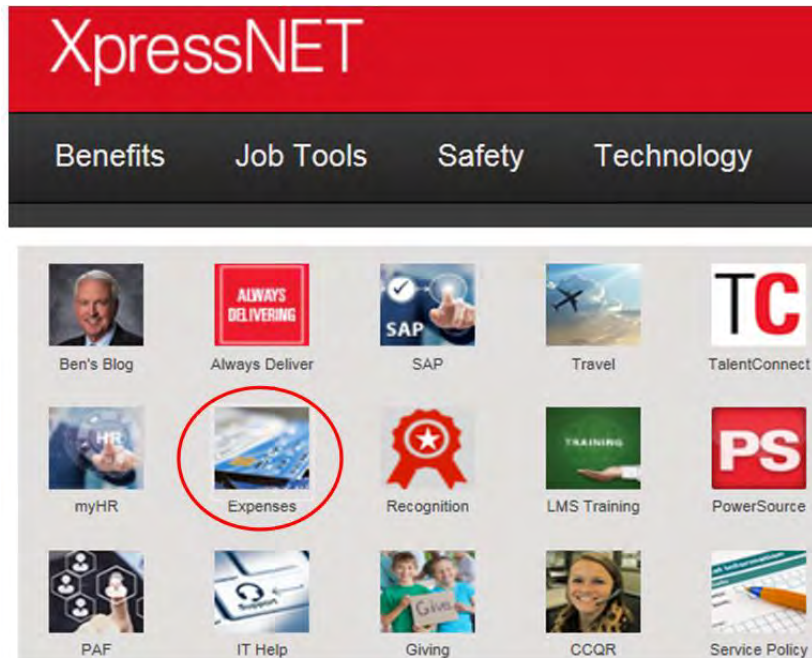 XpressNET
Benefits Job Tools Safety Technology
ALWAYS
DELIVERING
SAP
TC
Ben's Blog Always Deliver SAP Travel TalentConnect
HR
TRAINING
PS
myHR Expenses Recognition LMS Training PowerSource
Support
Give
PAF IT Help Giving CCQR Service Policy